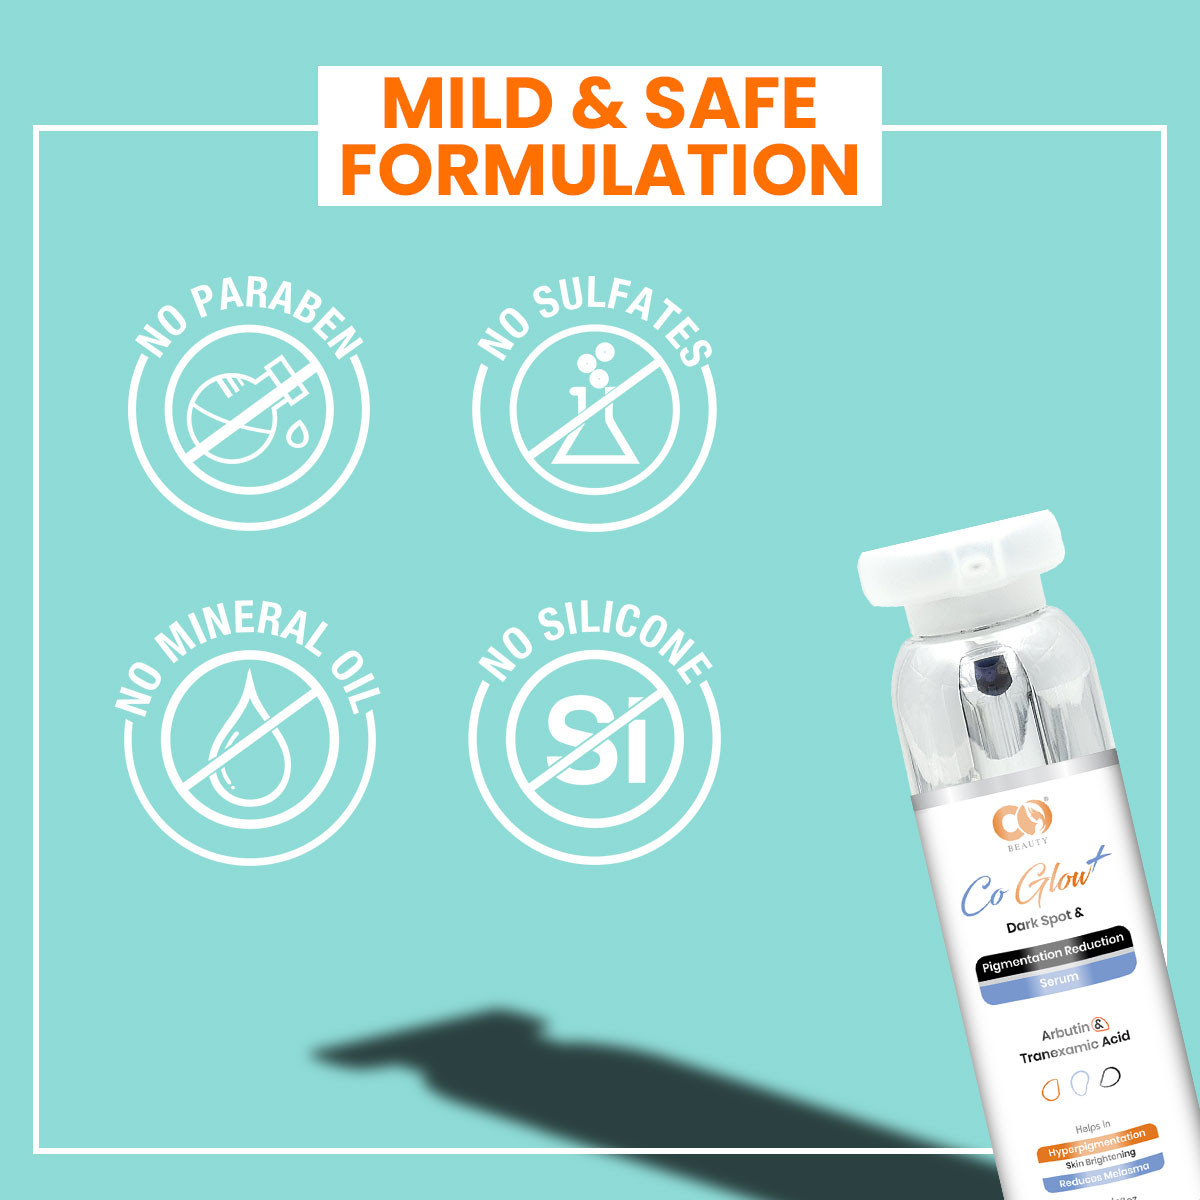 MILD & SAFE
FORMULATION
NO PARABEN
NO SULFATES
NO MINERAL OIL
NO SILICONE
Si
CO®
BEAUTY
Co Glow+
Dark Spot &
Pigmentation Reduction
Serum
Arbutin &
Tranexamic Acid
Helps in
Hyperpigmentation
Skin Brightening
Reduces Melasma